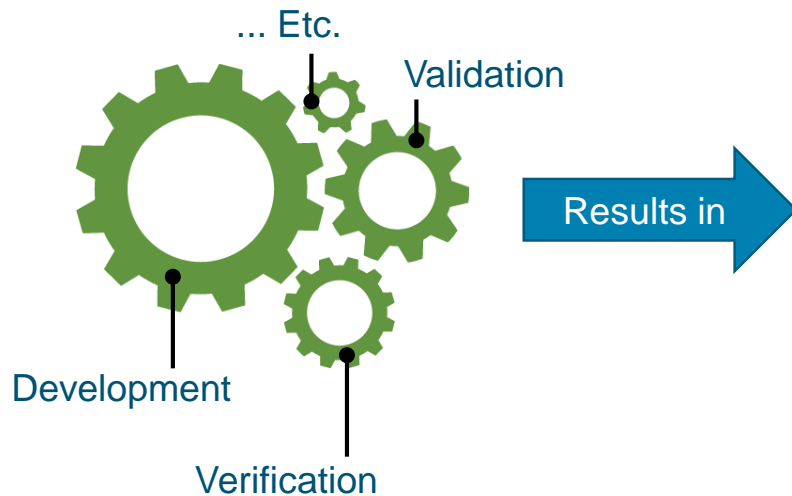 ... Etc.
Validation
Results in
Development
Verification